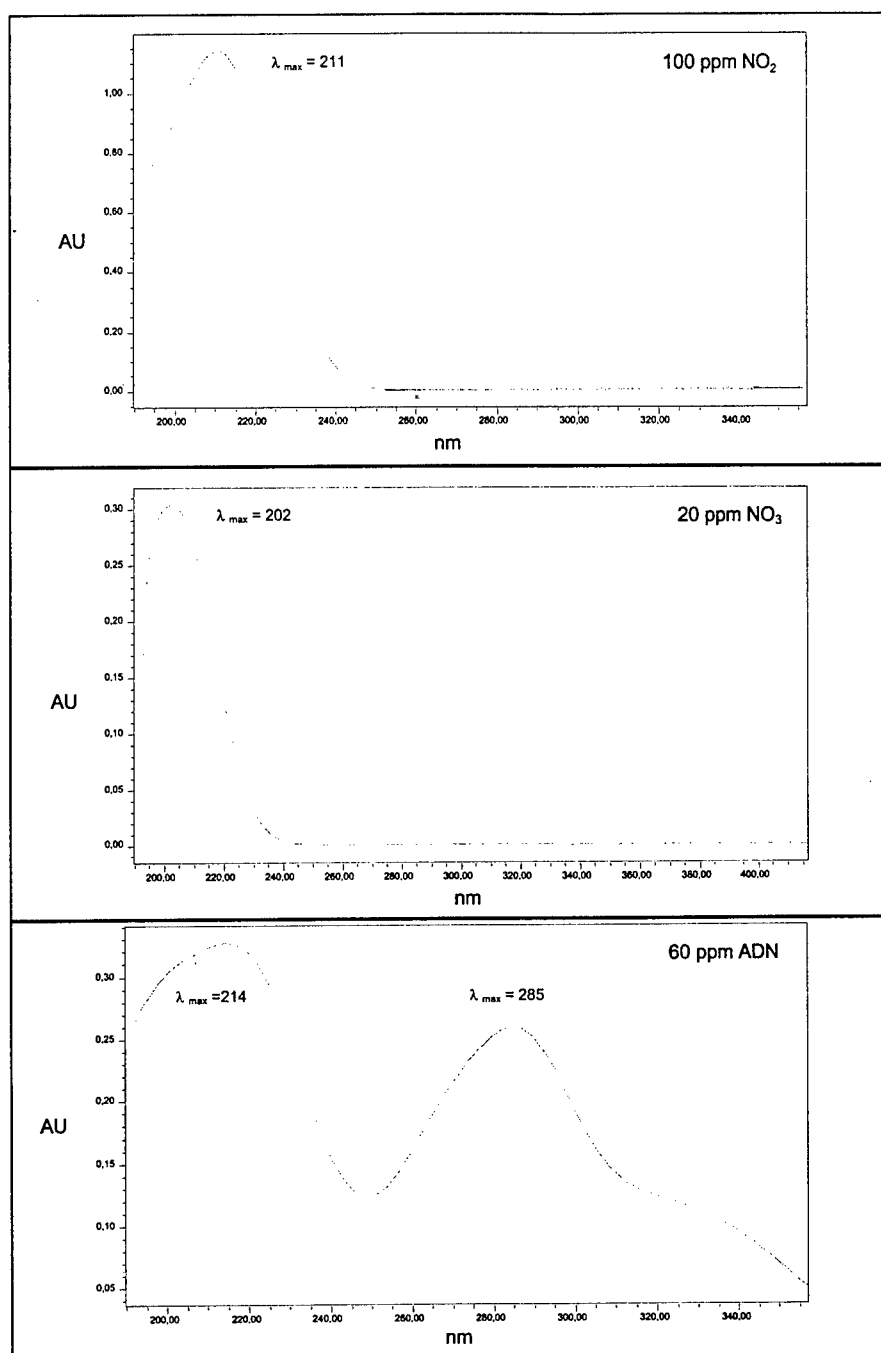 λ max = 211
100 ppm NO₂
1,00
0,80
0,60
AU
0,40
0,20
0,00
200,00 220,00 240,00 260,00 280,00 300,00 320,00 340,00
nm
λ max = 202
20 ppm NO₃
0,30
0,25
0,20
0,15
AU
0,10
0,05
0,00
200,00 220,00 240,00 260,00 280,00 300,00 320,00 340,00 360,00 380,00 400,00
nm
60 ppm ADN
0,30
λ max =214
λ max = 285
0,25
0,20
AU
0,15
0,10
0,05
200,00 220,00 240,00 260,00 280,00 300,00 320,00 340,00
nm